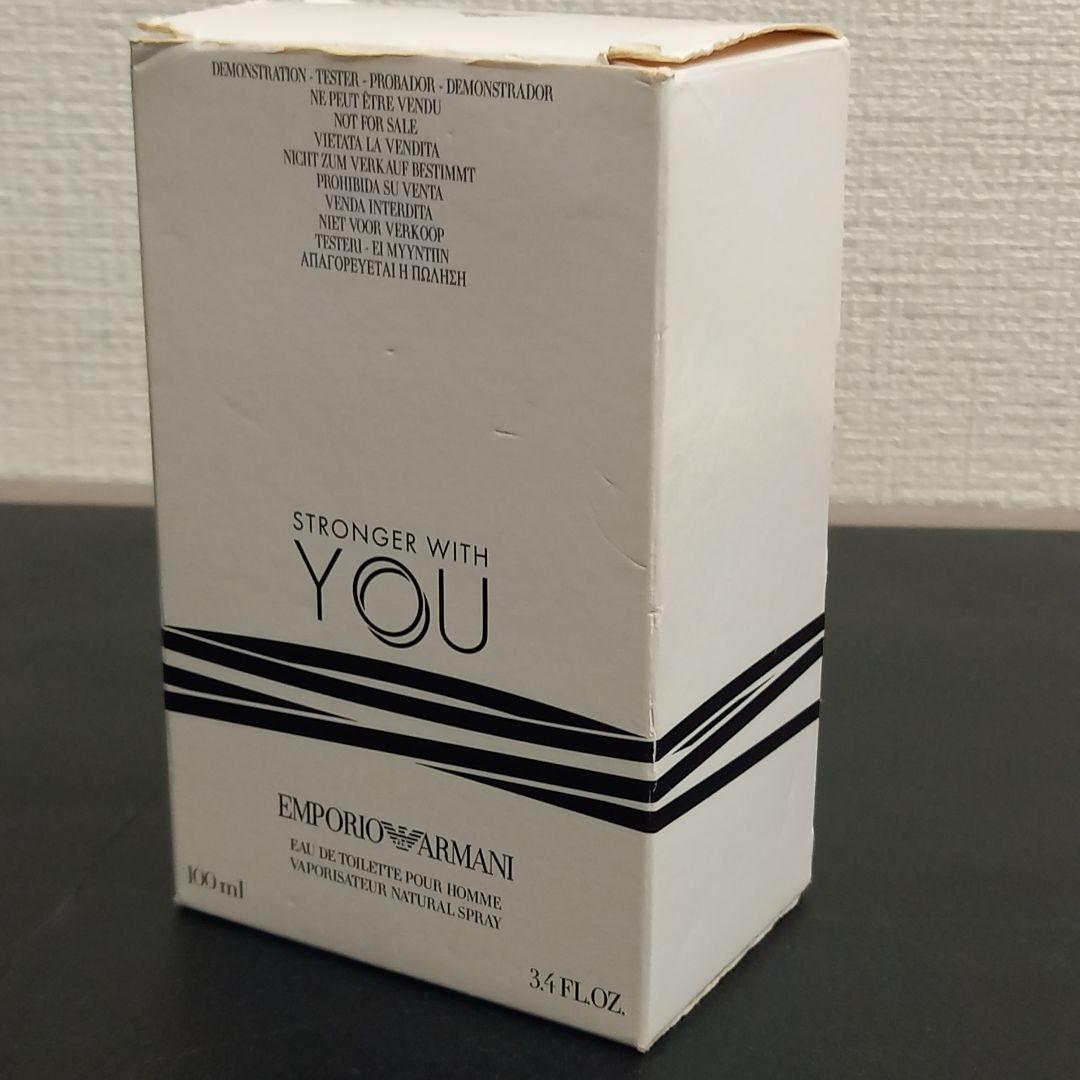 DEMONSTRATION - TESTER - PROBADOR - DEMONSTRADOR
NE PEUT ÊTRE VENDU
NOT FOR SALE
VIETATA LA VENDITA
NICHT ZUM VERKAUF BESTIMMT
PROHIBIDA SU VENTA
VENDA INTERDITA
NIET VOOR VERKOOP
TESTERI - EI MYYNTIIN
ΑΠΑΓΟΡΕΥΕΤΑΙ Η ΠΩΛΗΣΗ
STRONGER WITH
YOU
EMPORIO ARMANI
EAU DE TOILETTE POUR HOMME
VAPORISATEUR NATURAL SPRAY
100 ml
3.4 FL.OZ.